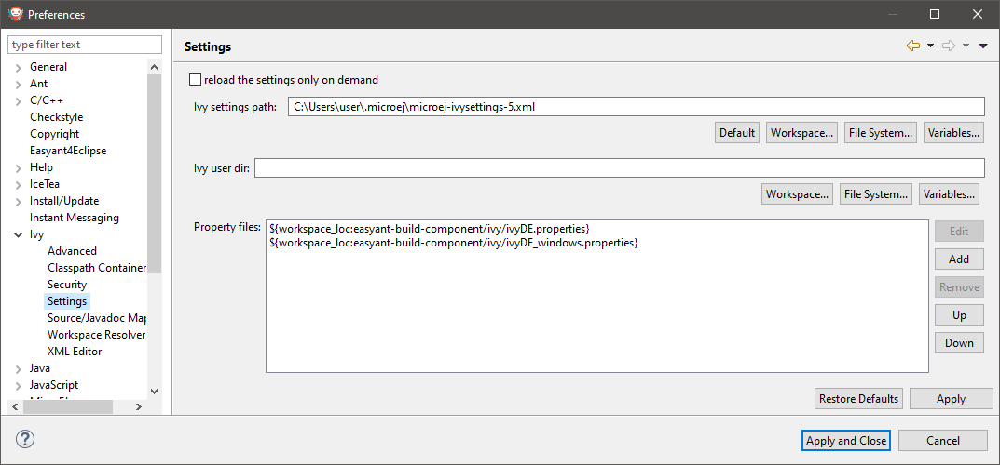 Preferences
type filter text
General
Ant
C/C++
Checkstyle
Copyright
Easyant4Eclipse
Help
IceTea
Install/Update
Instant Messaging
Ivy
Advanced
Classpath Container
Security
Settings
Source/Javadoc Map
Workspace Resolver
XML Editor
Java
JavaScript
Settings
reload the settings only on demand
Ivy settings path: C:\Users\user\.microej\microej-ivysettings-5.xml
Default Workspace... File System... Variables...
Ivy user dir:
Workspace... File System... Variables...
Property files: ${workspace_loc:easyant-build-component/ivy/ivyDE.properties}
${workspace_loc:easyant-build-component/ivy/ivyDE_windows.properties}
Edit
Add
Remove
Up
Down
Restore Defaults Apply
? Apply and Close Cancel